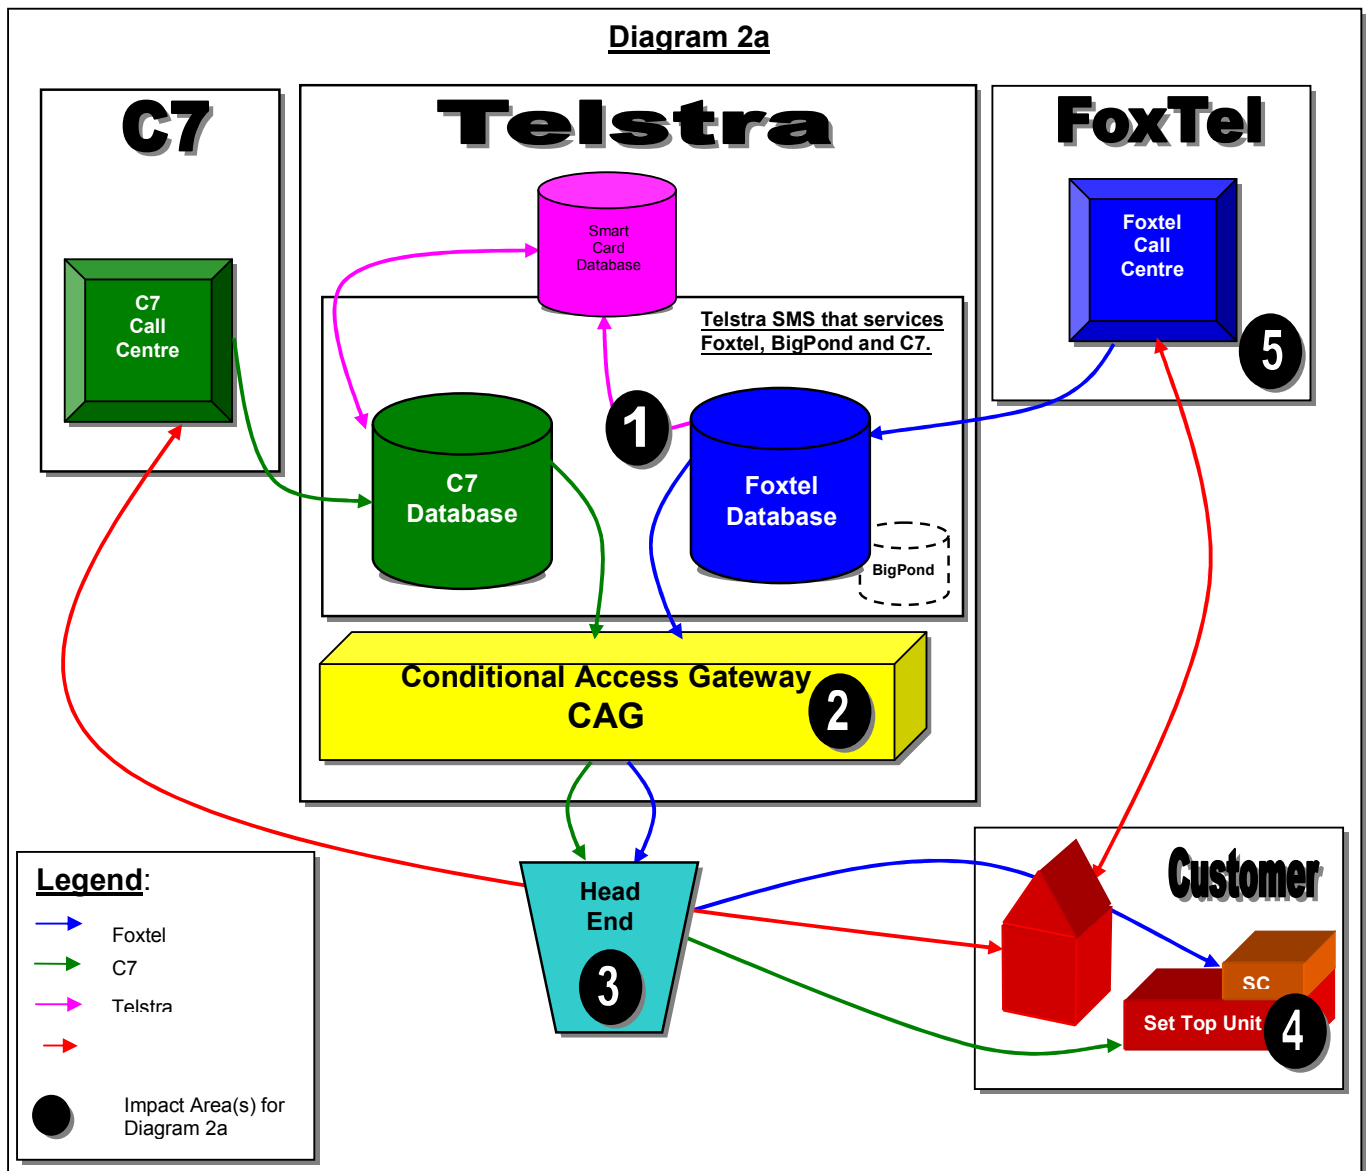 Diagram 2a
C7
Telstra
FoxTel
Smart
Card
Database
Foxtel
Call
Centre
5
C7
Call
Centre
Telstra SMS that services
Foxtel, BigPond and C7.
1
C7
Database
Foxtel
Database
BigPond
Conditional Access Gateway
CAG
2
Customer
Head
End
3
SC
Set Top Unit
4
Legend:
Foxtel
C7
Telstra
Impact Area(s) for
Diagram 2a